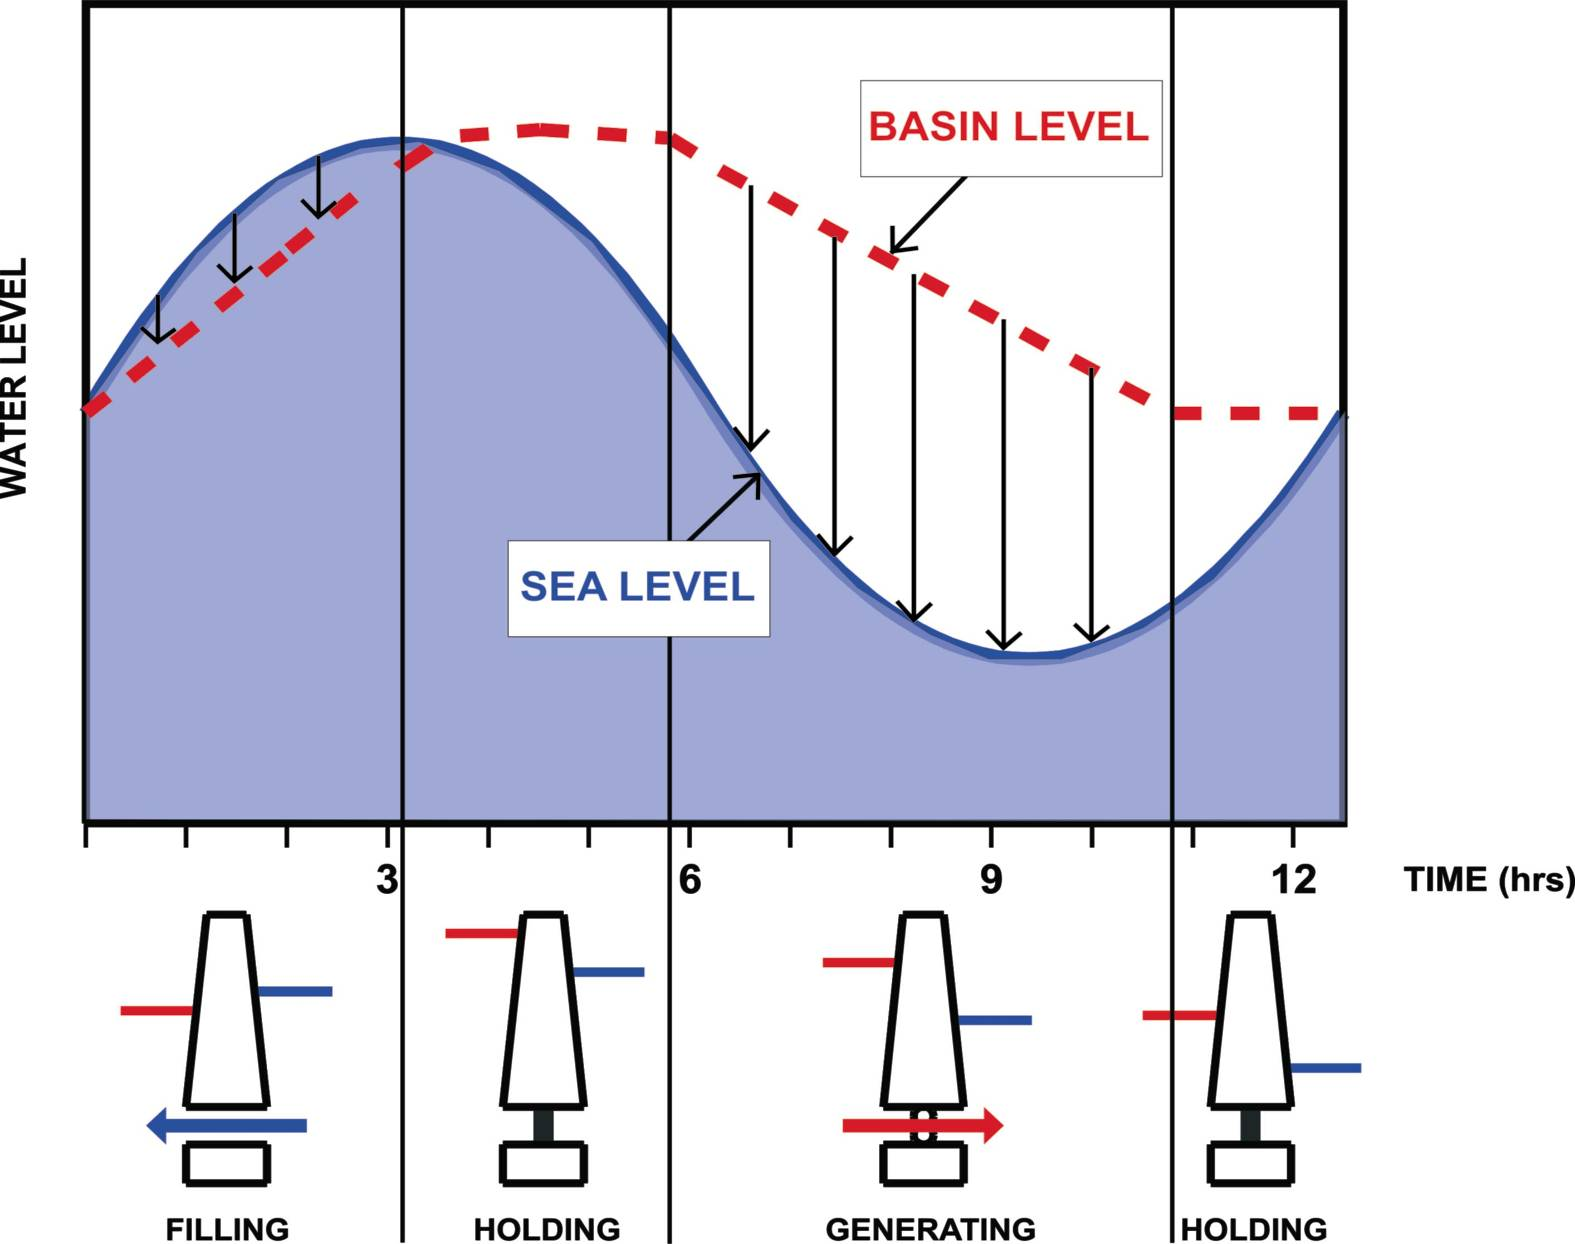 BASIN LEVEL
WATER LEVEL
SEA LEVEL
3 6 9 12 TIME (hrs)
FILLING HOLDING GENERATING HOLDING